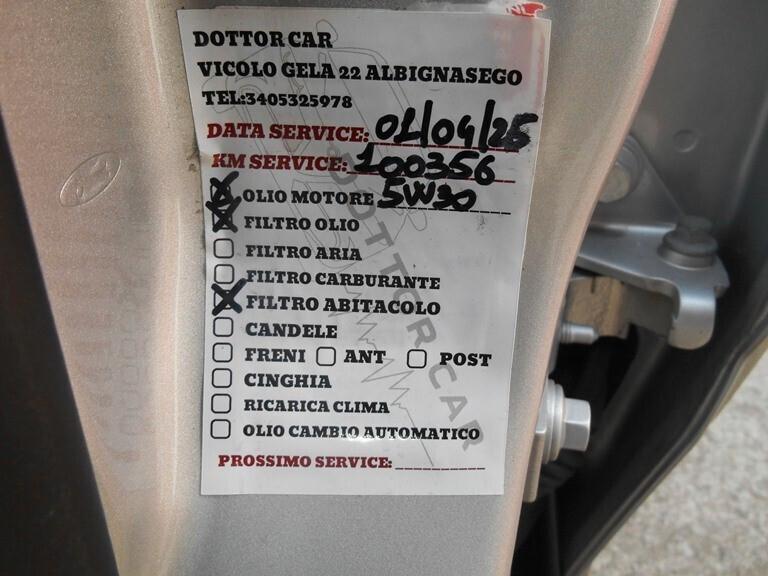 DOTTOR CAR
VICOLO GELA 22 ALBIGNASEGO
TEL:3405325978
DATA SERVICE: 01/04/25
KM SERVICE: 100356
OLIO MOTORE 5W30
FILTRO OLIO
FILTRO ARIA
FILTRO CARBURANTE
FILTRO ABITACOLO
CANDELE
FRENI ANT POST
CINGHIA
RICARICA CLIMA
OLIO CAMBIO AUTOMATICO
PROSSIMO SERVICE:
DOTTOR CAR